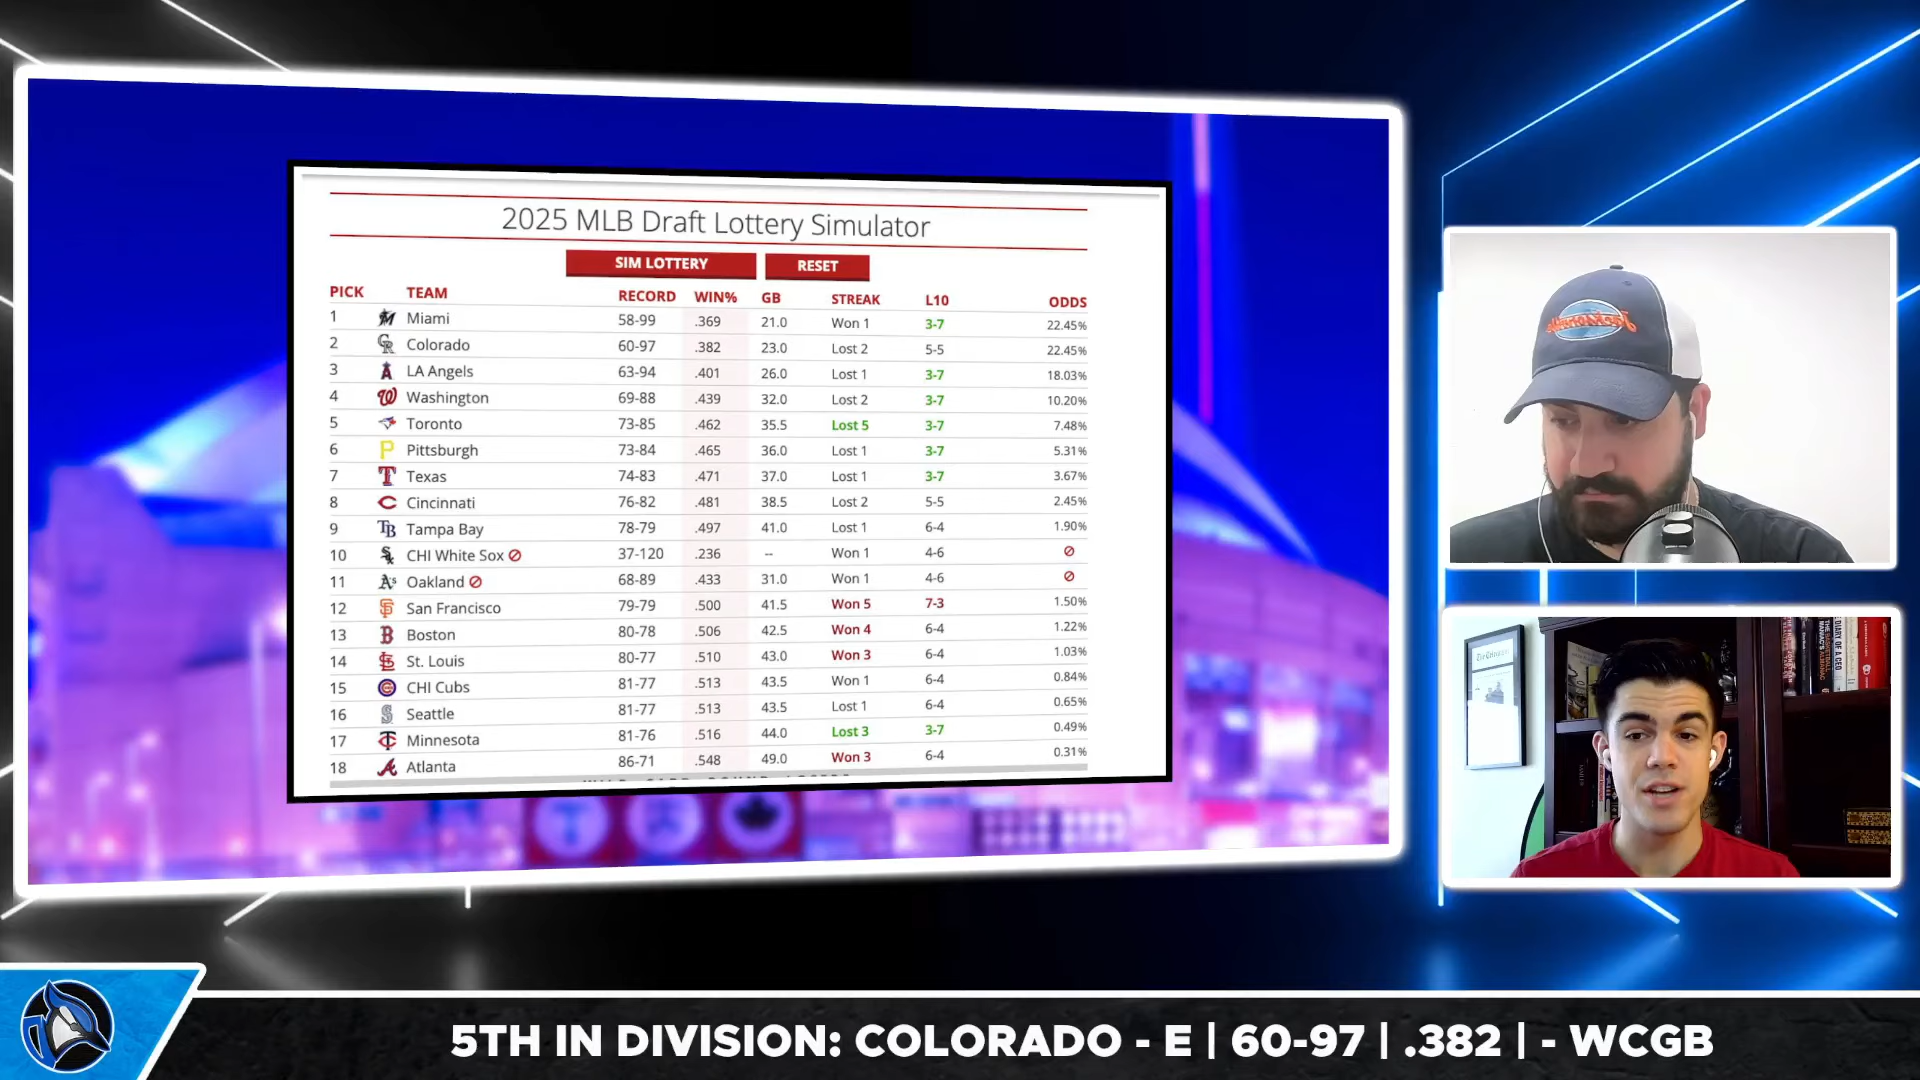 2025 MLB Draft Lottery Simulator
SIM LOTTERY RESET
PICK TEAM RECORD WIN% GB STREAK L10 ODDS
1 Miami 58-99 .369 21.0 Won 1 3-7 22.45%
2 Colorado 60-97 .382 23.0 Lost 2 5-5 22.45%
3 LA Angels 63-94 .401 26.0 Lost 1 3-7 18.03%
4 Washington 69-88 .439 32.0 Lost 2 3-7 10.20%
5 Toronto 73-85 .462 35.5 Lost 5 3-7 7.48%
6 Pittsburgh 73-84 .465 36.0 Lost 1 3-7 5.31%
7 Texas 74-83 .471 37.0 Lost 1 3-7 3.67%
8 Cincinnati 76-82 .481 38.5 Lost 2 5-5 2.45%
9 Tampa Bay 78-79 .497 41.0 Lost 1 6-4 1.90%
10 CHI White Sox 37-120 .236 -- Won 1 4-6
11 Oakland 68-89 .433 31.0 Won 1 4-6
12 San Francisco 79-79 .500 41.5 Won 5 7-3 1.50%
13 Boston 80-78 .506 42.5 Won 4 6-4 1.22%
14 St. Louis 80-77 .510 43.0 Won 3 6-4 1.03%
15 CHI Cubs 81-77 .513 43.5 Won 1 6-4 0.84%
16 Seattle 81-77 .513 43.5 Lost 1 6-4 0.65%
17 Minnesota 81-76 .516 44.0 Lost 3 3-7 0.49%
18 Atlanta 86-71 .548 49.0 Won 3 6-4 0.31%
5TH IN DIVISION: COLORADO - E | 60-97 | .382 | - WCGB